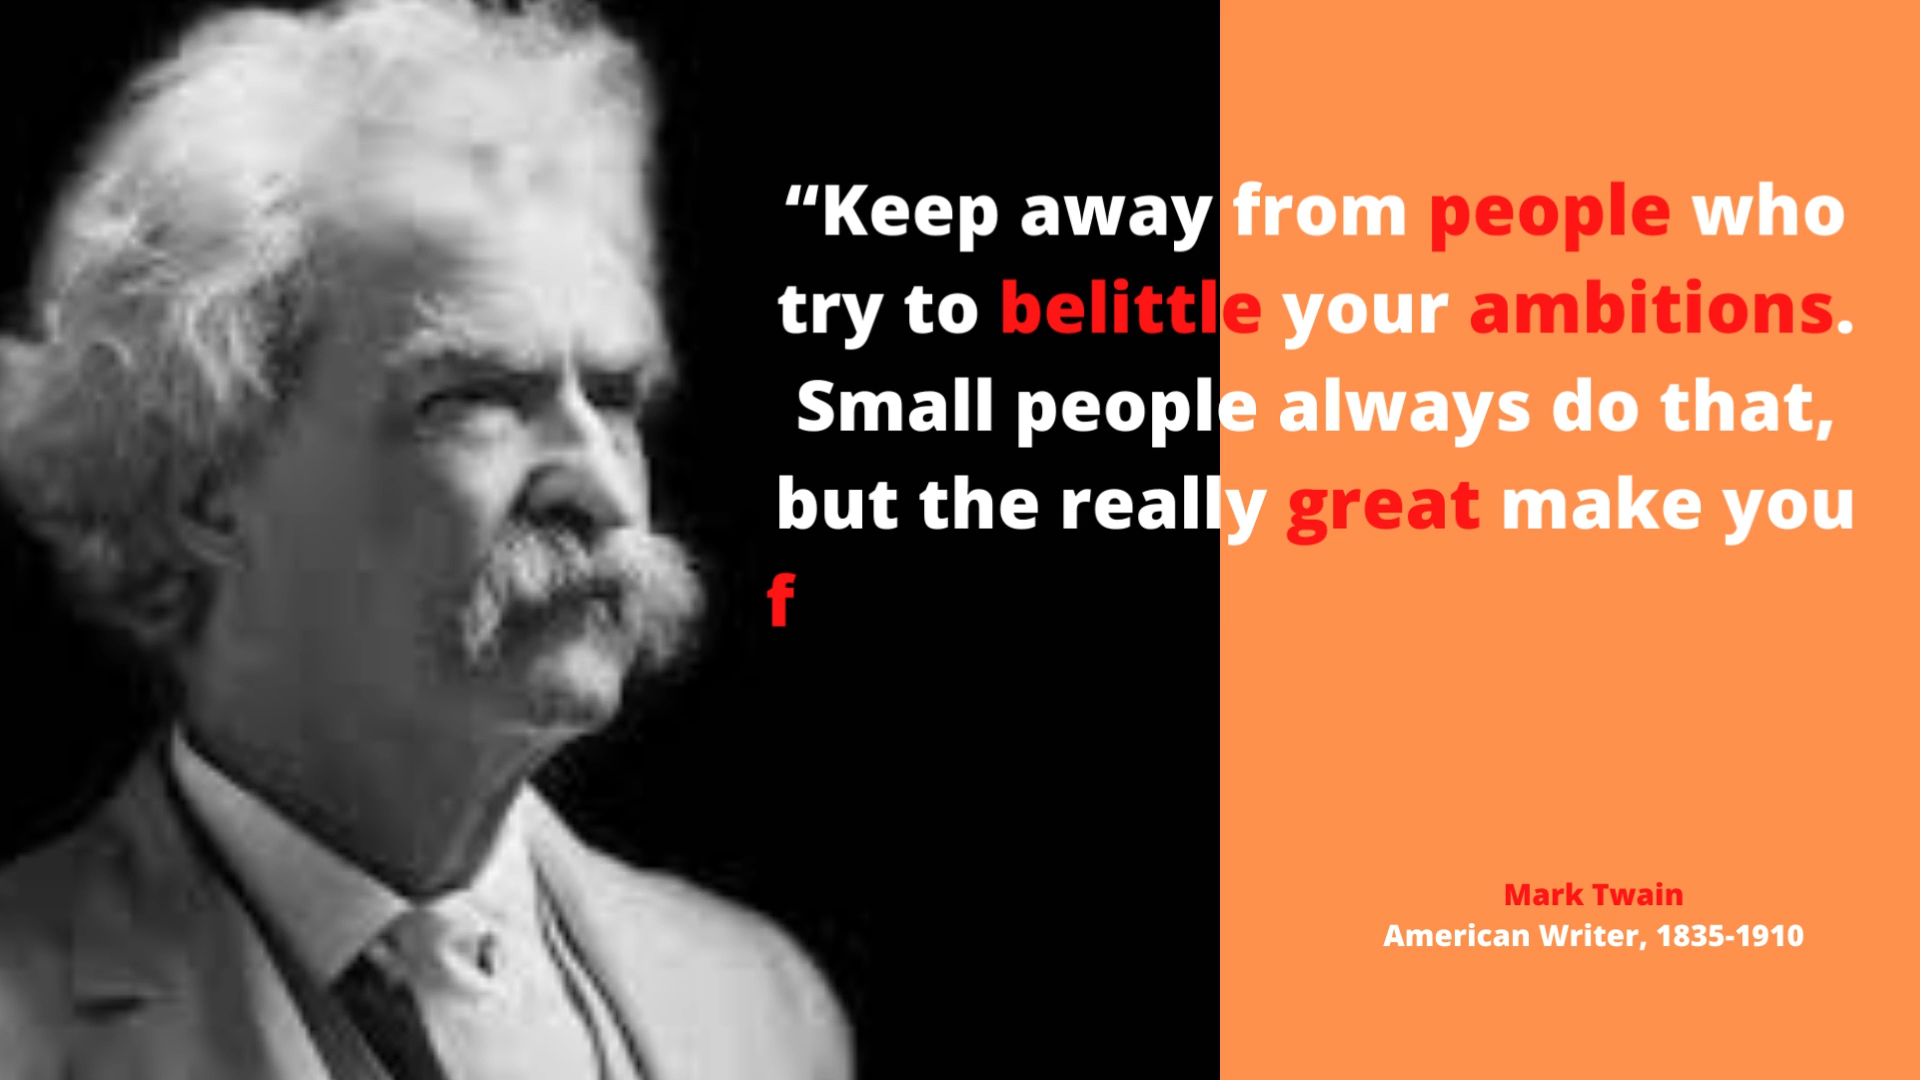 “Keep away from people who
try to belittle your ambitions.
Small people always do that,
but the really great make you
f
Mark Twain
American Writer, 1835-1910